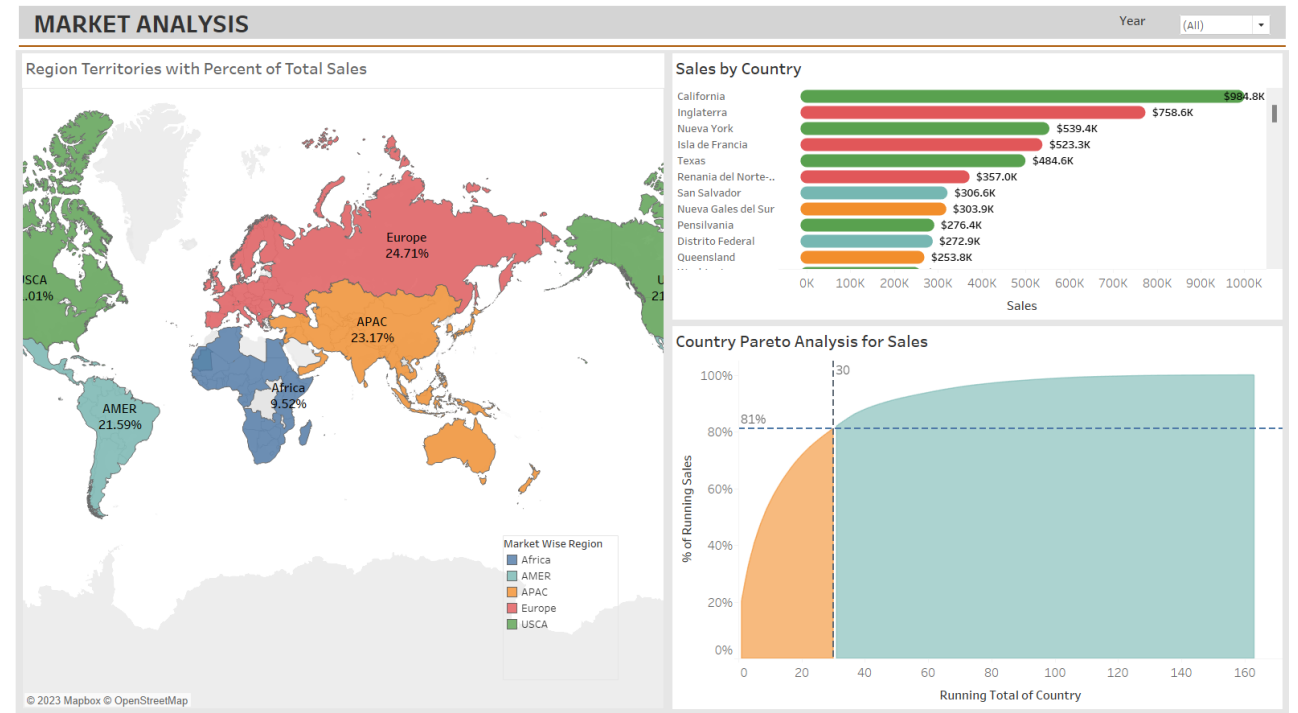 MARKET ANALYSIS
Year
(All)
Region Territories with Percent of Total Sales
Europe
24.71%
USCA
.01%
U
21
APAC
23.17%
Africa
9.52%
AMER
21.59%
Market Wise Region
Africa
AMER
APAC
Europe
USCA
© 2023 Mapbox © OpenStreetMap
Sales by Country
California $984.8K
Inglaterra $758.6K
Nueva York $539.4K
Isla de Francia $523.3K
Texas $484.6K
Renania del Norte-.. $357.0K
San Salvador $306.6K
Nueva Gales del Sur $303.9K
Pensilvania $276.4K
Distrito Federal $272.9K
Queensland $253.8K
0K 100K 200K 300K 400K 500K 600K 700K 800K 900K 1000K
Sales
Country Pareto Analysis for Sales
30
100%
81%
80%
60%
40%
20%
0%
% of Running Sales
0 20 40 60 80 100 120 140 160
Running Total of Country